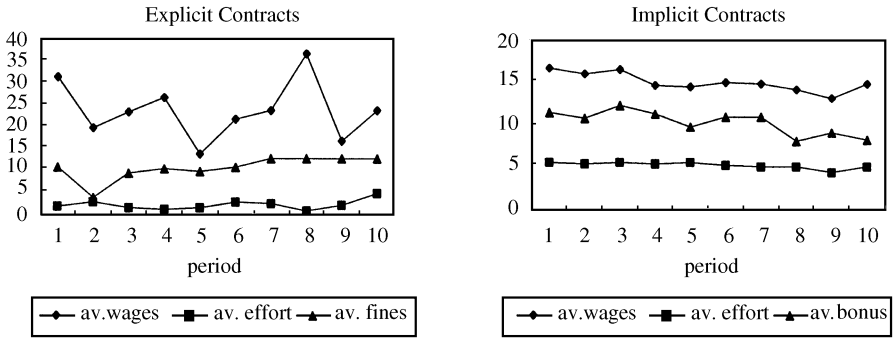 Explicit Contracts
40
35
30
25
20
15
10
5
0
1 2 3 4 5 6 7 8 9 10
period
av.wages av. effort av. fines
Implicit Contracts
20
15
10
5
0
1 2 3 4 5 6 7 8 9 10
period
av.wages av. effort av.bonus